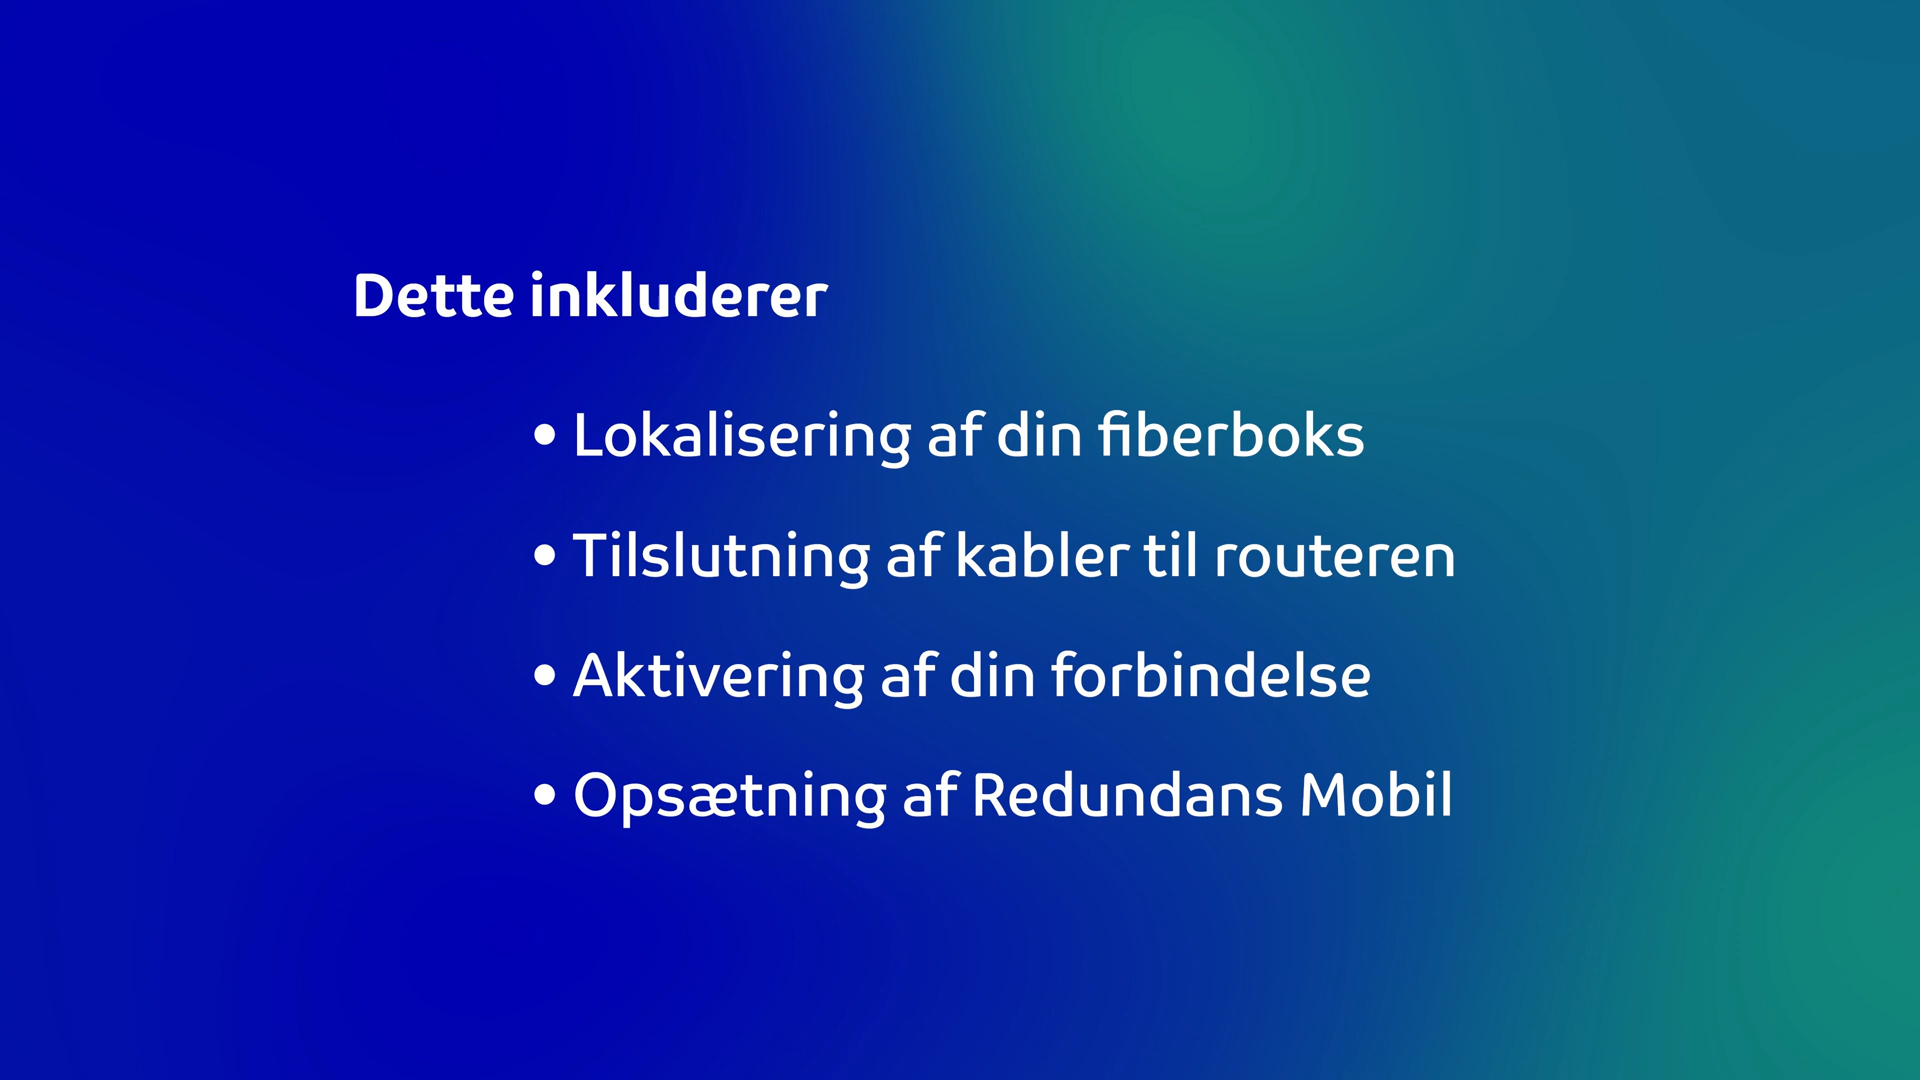 Dette inkluderer
• Lokalisering af din fiberboks
• Tilslutning af kabler til routeren
• Aktivering af din forbindelse
• Opsætning af Redundans Mobil